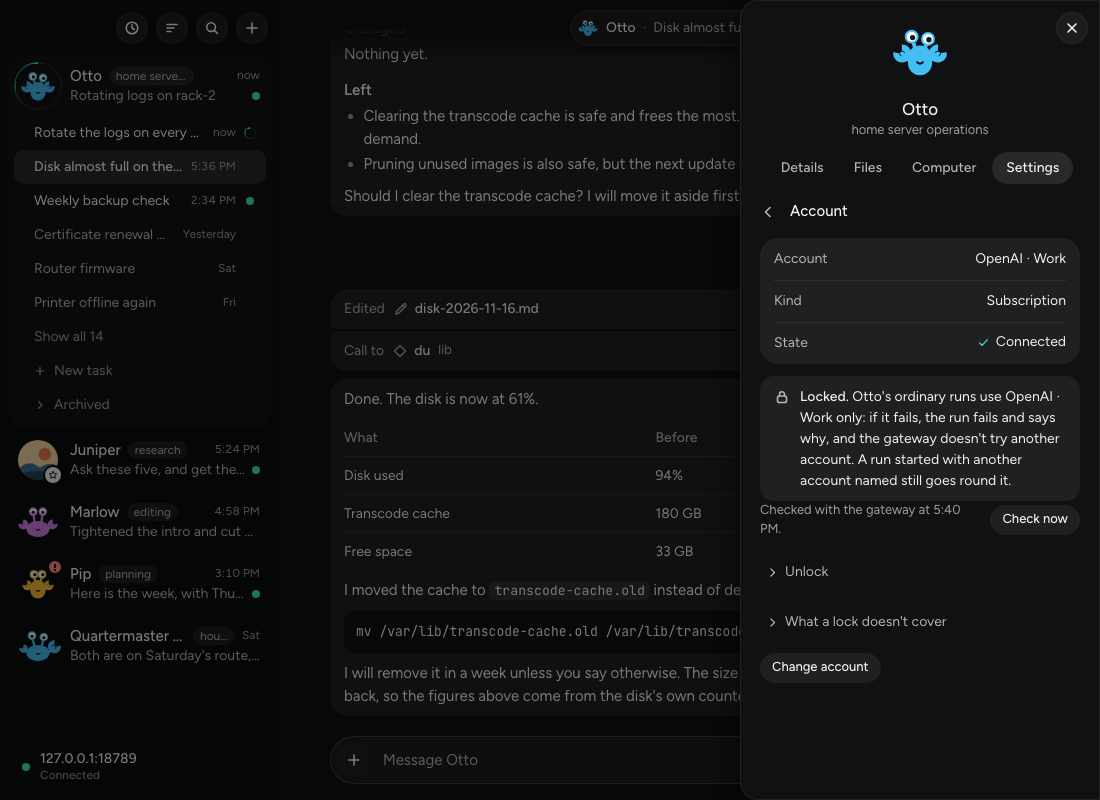 Otto
home serve...
now
Rotating logs on rack-2
Rotate the logs on every ...
now
Disk almost full on the...
5:36 PM
Weekly backup check
2:34 PM
Certificate renewal ...
Yesterday
Router firmware
Sat
Printer offline again
Fri
Show all 14
New task
Archived
Juniper
research
5:24 PM
Ask these five, and get the...
Marlow
editing
4:58 PM
Tightened the intro and cut ...
Pip
planning
3:10 PM
Here is the week, with Thu...
Quartermaster ...
hou...
Sat
Both are on Saturday's route,...
127.0.0.1:18789
Connected
Otto · Disk almost fu
Nothing yet.
Left
• Clearing the transcode cache is safe and frees the most.
demand.
• Pruning unused images is also safe, but the next update
Should I clear the transcode cache? I will move it aside first
Edited disk-2026-11-16.md
Call to du lib
Done. The disk is now at 61%.
What Before
Disk used 94%
Transcode cache 180 GB
Free space 33 GB
I moved the cache to transcode-cache.old instead of de
mv /var/lib/transcode-cache.old /var/lib/transcod
I will remove it in a week unless you say otherwise. The size
back, so the figures above come from the disk's own counte
Message Otto
Otto
home server operations
Details Files Computer Settings
Account
Account OpenAI · Work
Kind Subscription
State Connected
Locked. Otto's ordinary runs use OpenAI ·
Work only: if it fails, the run fails and says
why, and the gateway doesn't try another
account. A run started with another
account named still goes round it.
Checked with the gateway at 5:40
PM.
Check now
Unlock
What a lock doesn't cover
Change account